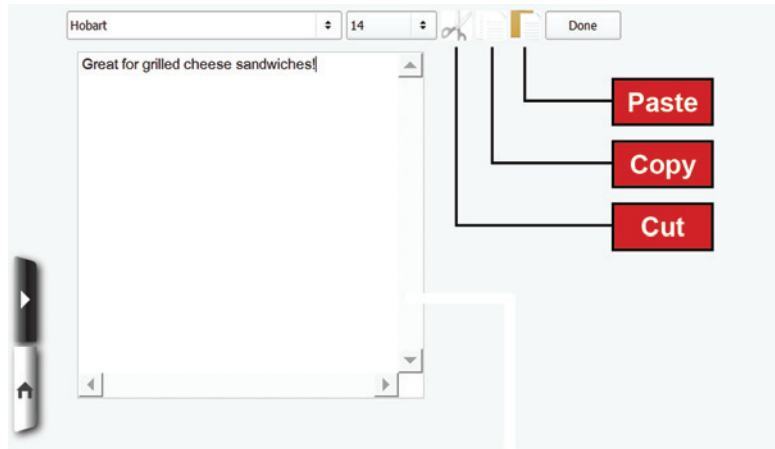 Hobart 14 Done
Great for grilled cheese sandwiches!
Paste
Copy
Cut